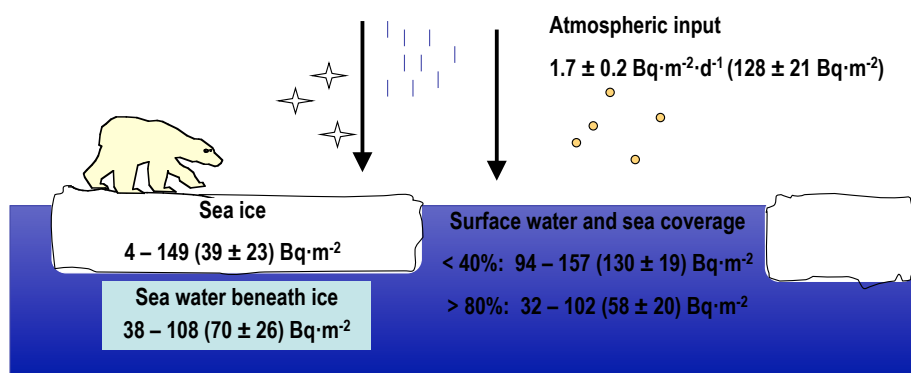 Atmospheric input
1.7 ± 0.2 Bq·m⁻²·d⁻¹ (128 ± 21 Bq·m⁻²)
Sea ice
4 – 149 (39 ± 23) Bq·m⁻²
Sea water beneath ice
38 – 108 (70 ± 26) Bq·m⁻²
Surface water and sea coverage
< 40%: 94 – 157 (130 ± 19) Bq·m⁻²
> 80%: 32 – 102 (58 ± 20) Bq·m⁻²